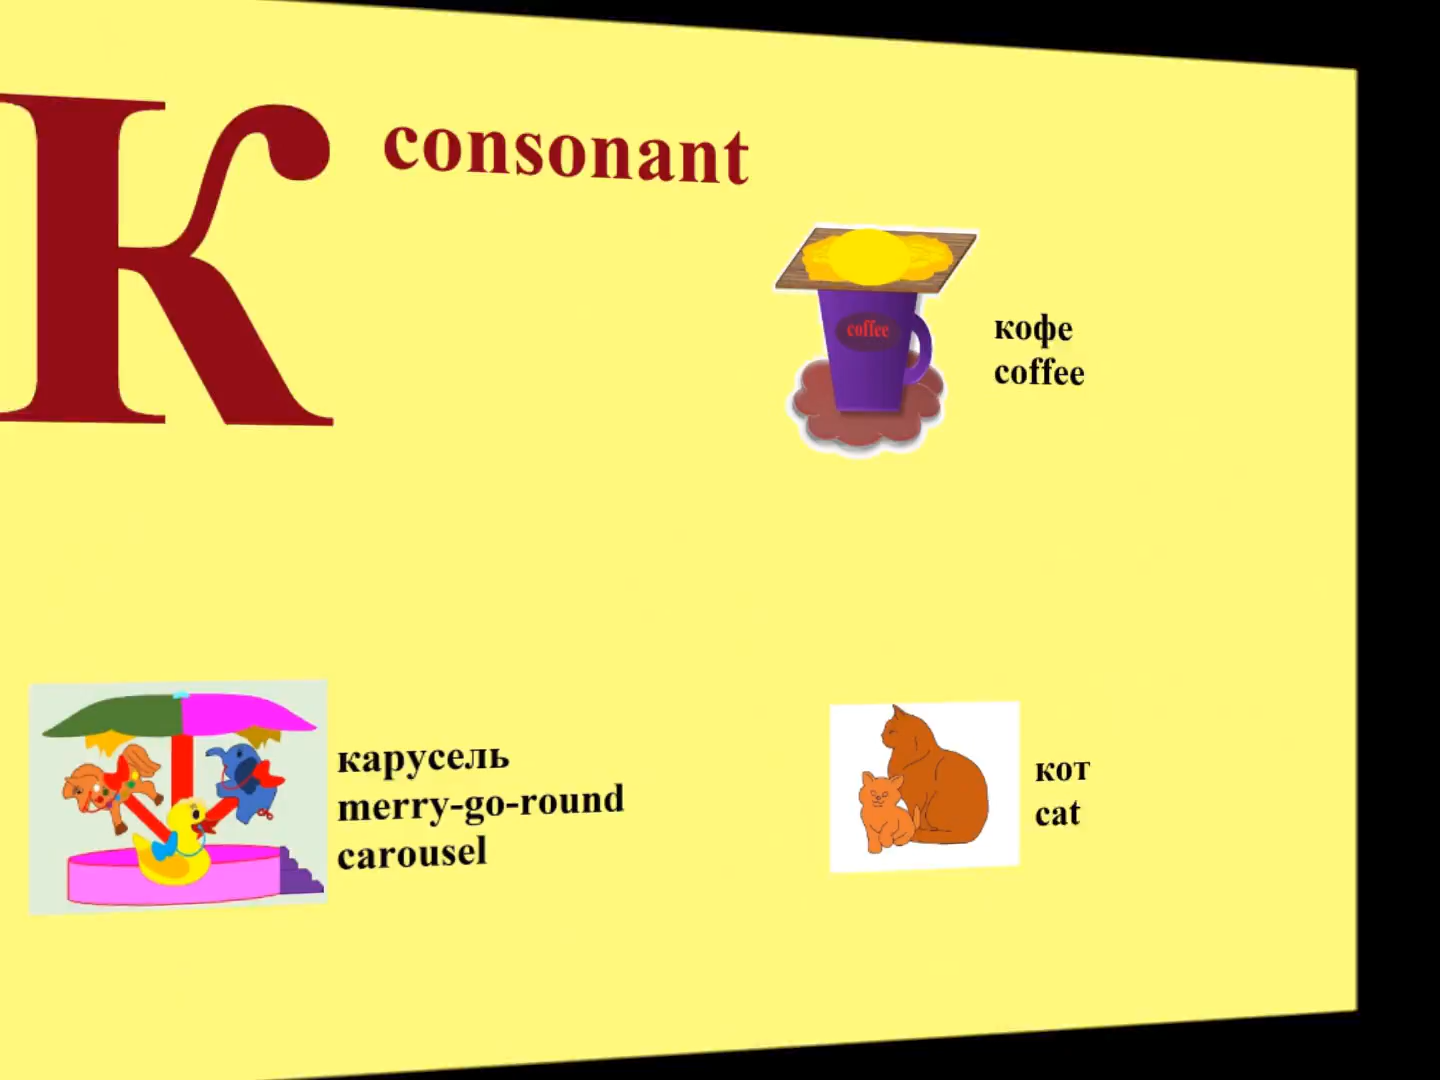 К
consonant
coffee
кофе
coffee
карусель
merry-go-round
carousel
кот
cat